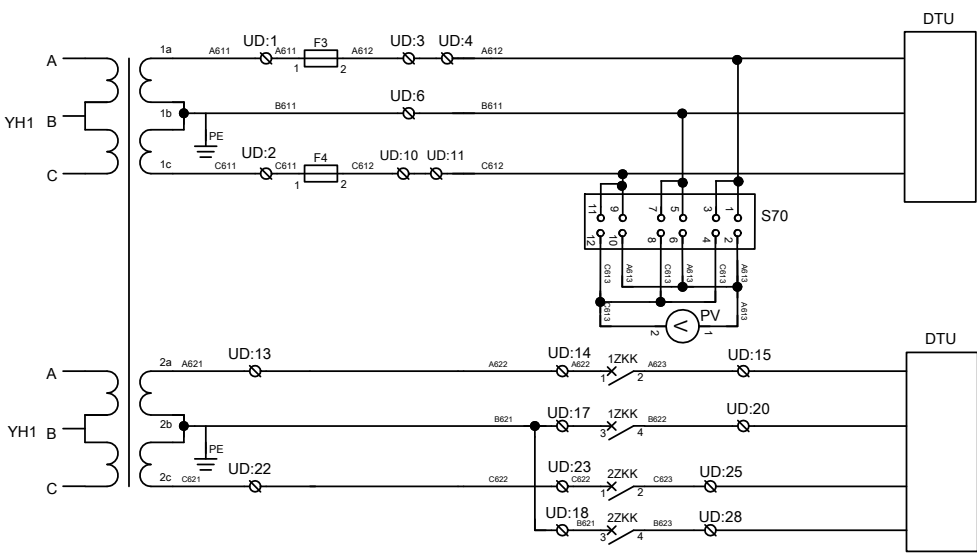 DTU
UD:1 F3 UD:3 UD:4
A 1a A611 A611 A612 A612
1 2
YH1 B 1b B611 UD:6 B611
PE
UD:2 F4 UD:10 UD:11
C 1c C611 C611 C612 C612
1 2
11 9 7 5 3 1 S70
12 10 8 6 4 2
C613 A613 C613 A613 C613 A613
C613 A613
PV
2 V 1
DTU
UD:13 UD:14 1ZKK UD:15
A 2a A621 A622 A622 A623
1 2
UD:17 1ZKK UD:20
YH1 B 2b B621 B622
3 4
PE
UD:22 UD:23 2ZKK UD:25
C 2c C621 C622 C622 C623
1 2
UD:18 2ZKK UD:28
B621 B623
3 4